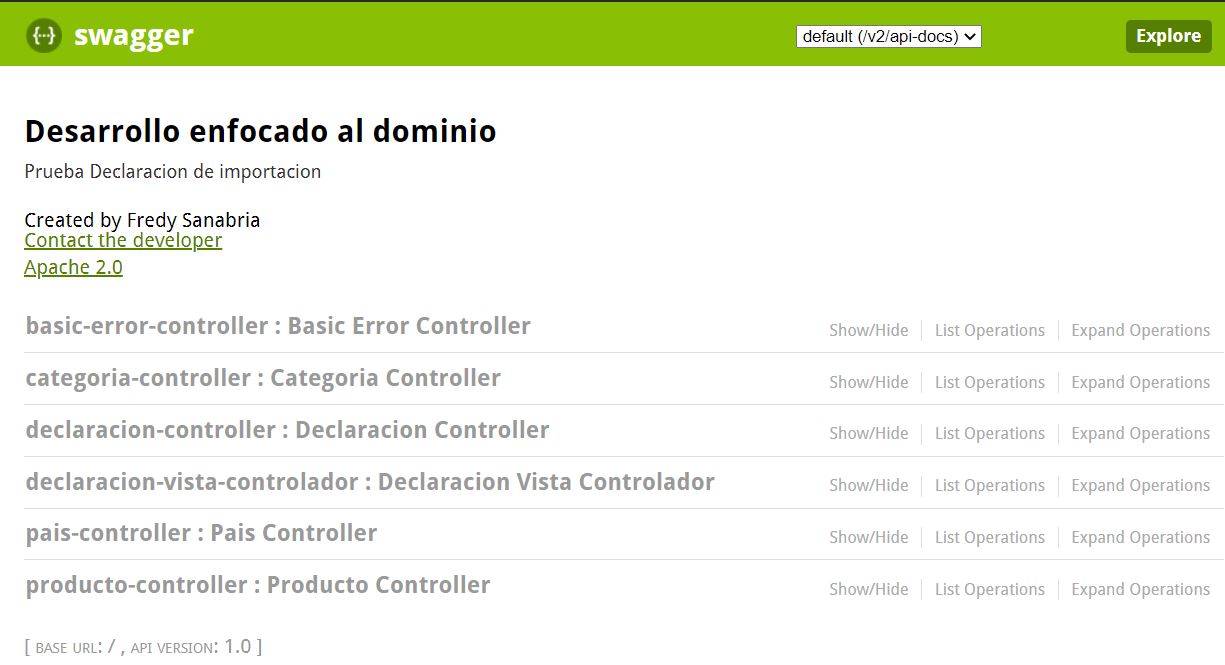 {··} swagger default (/v2/api-docs) Explore
Desarrollo enfocado al dominio
Prueba Declaracion de importacion
Created by Fredy Sanabria
Contact the developer
Apache 2.0
basic-error-controller : Basic Error Controller Show/Hide List Operations Expand Operations
categoria-controller : Categoria Controller Show/Hide List Operations Expand Operations
declaracion-controller : Declaracion Controller Show/Hide List Operations Expand Operations
declaracion-vista-controlador : Declaracion Vista Controlador Show/Hide List Operations Expand Operations
pais-controller : Pais Controller Show/Hide List Operations Expand Operations
producto-controller : Producto Controller Show/Hide List Operations Expand Operations
[ BASE URL: / , API VERSION: 1.0 ]